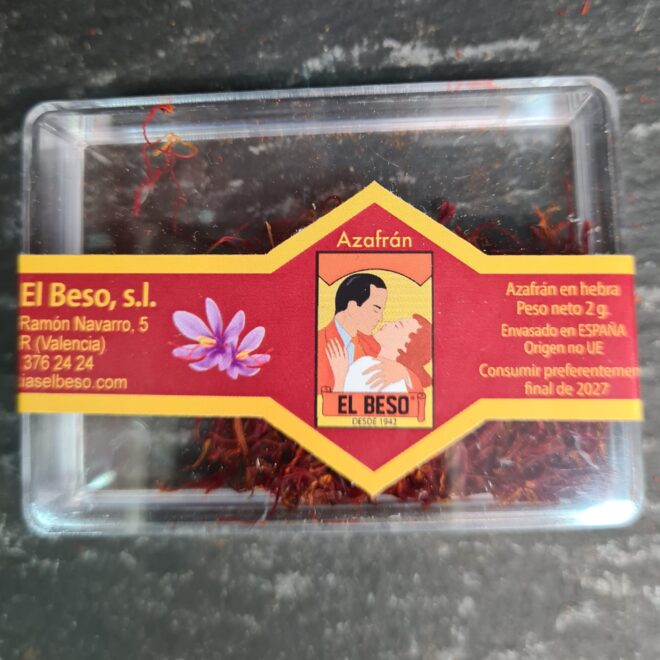 El Beso, s.l.
Ramón Navarro, 5
R (Valencia)
376 24 24
iaselbeso.com
Azafrán
EL BESO®
DESDE 1942
Azafrán en hebra
Peso neto 2 g.
Envasado en ESPAÑA
Origen no UE
Consumir preferentemen
final de 2027